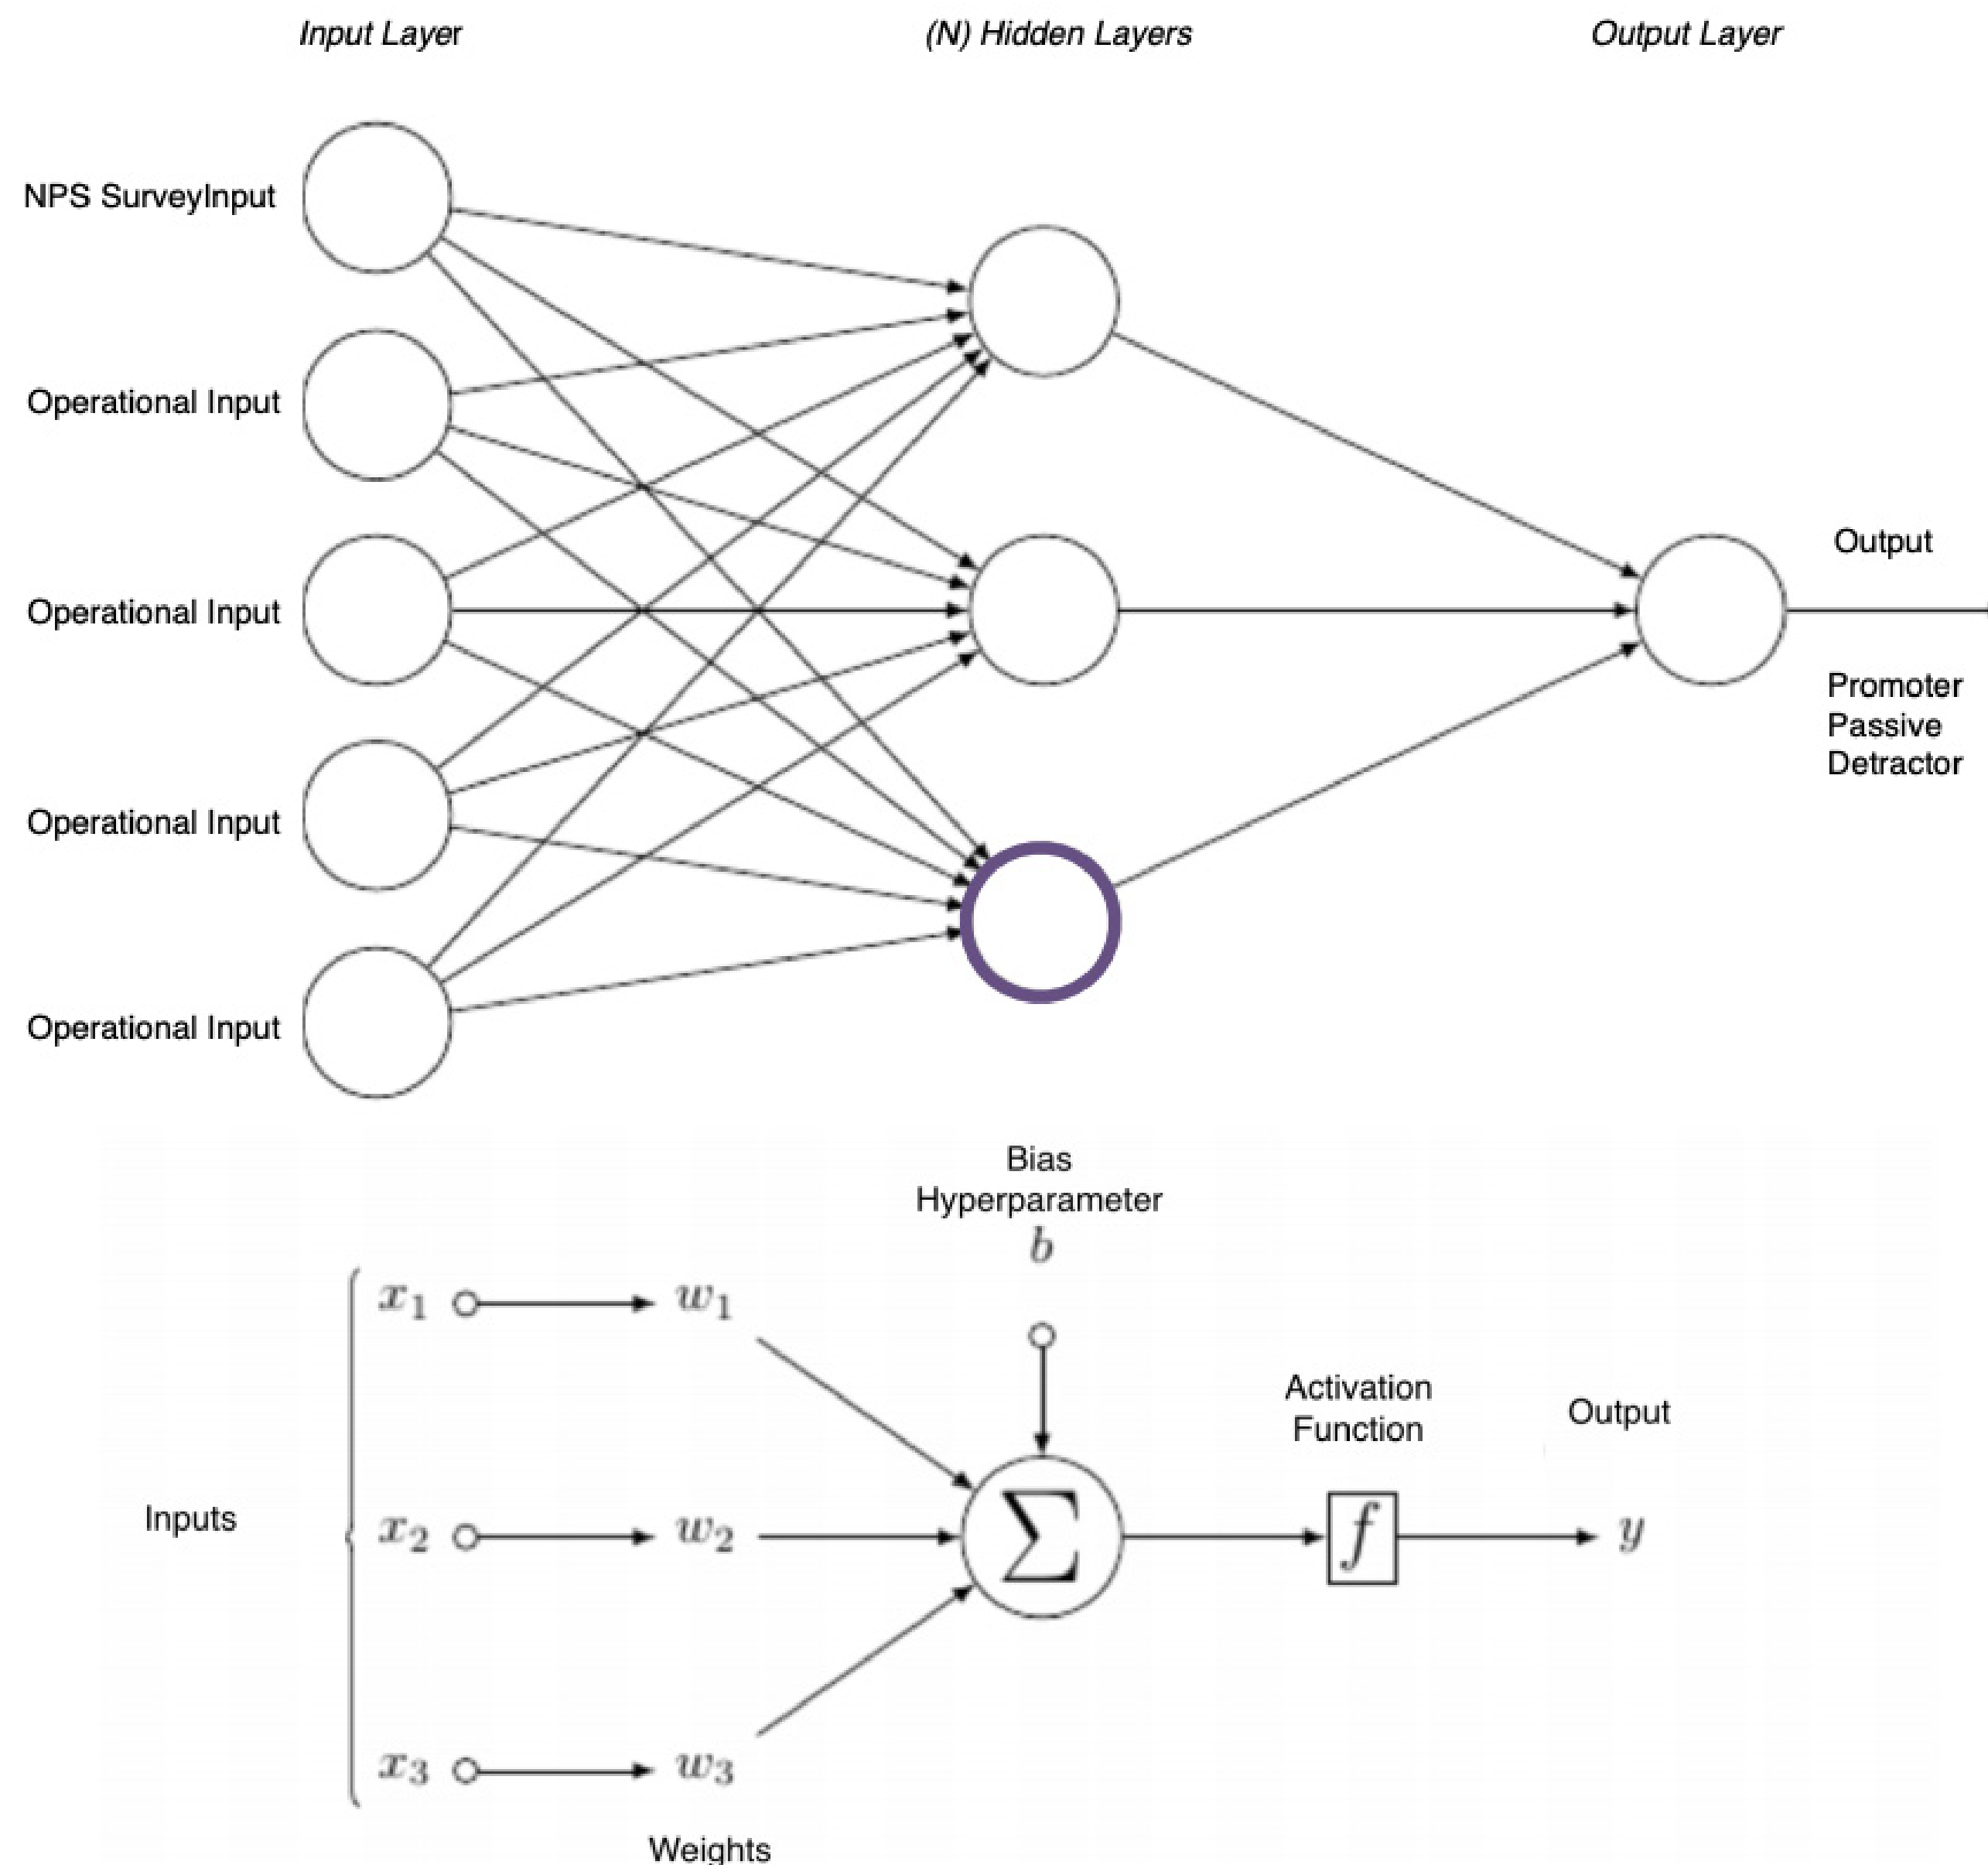 Input Layer
(N) Hidden Layers
Output Layer
NPS SurveyInput
Operational Input
Operational Input
Operational Input
Operational Input
Output
Promoter
Passive
Detractor
Bias
Hyperparameter
b
x1
w1
Activation
Function
Output
Inputs
x2
w2
Σ
f
y
x3
w3
Weights